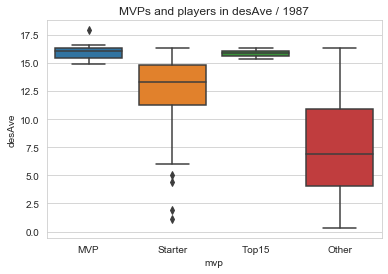 MVPs and players in desAve / 1987
17.5
15.0
12.5
10.0
7.5
5.0
2.5
0.0
desAve
MVP Starter Top15 Other
mvp